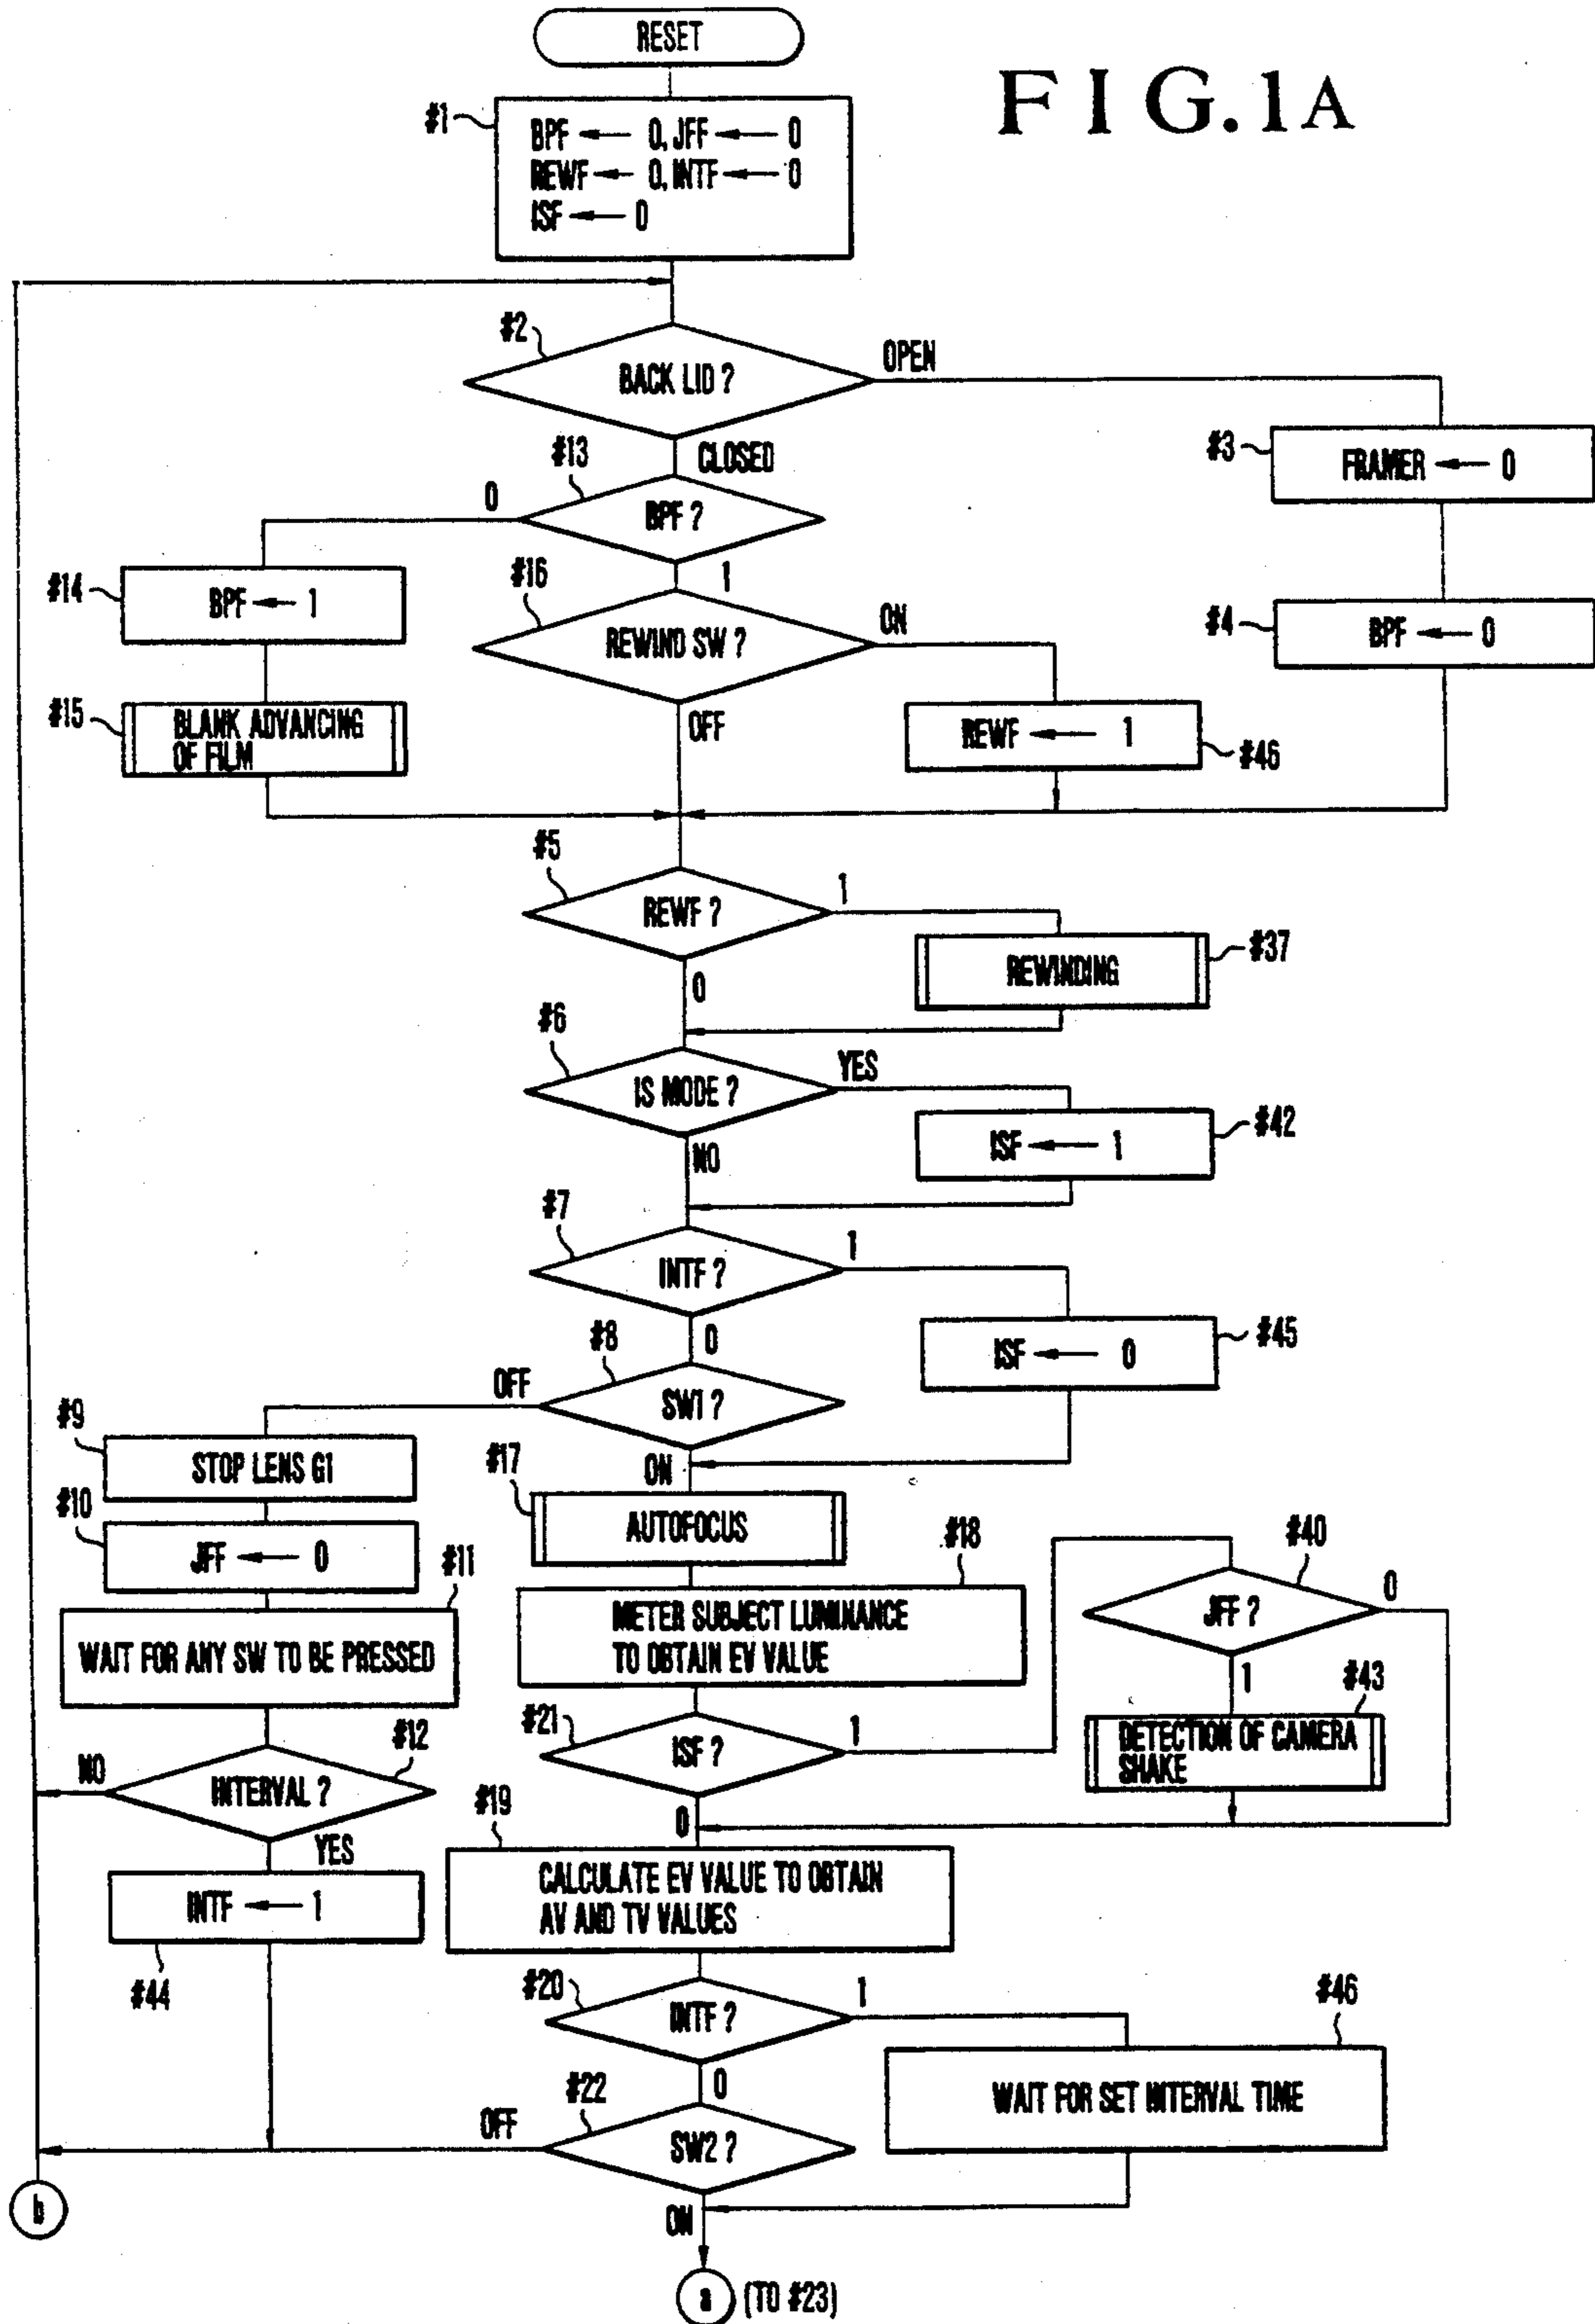 FIG.1A
RESET
#1
BPF ← 0, JFF ← 0
REWF ← 0, INTF ← 0
ISF ← 0
#2
BACK LID ?
OPEN
CLOSED
#3
FRAMER ← 0
#4
BPF ← 0
#13
BPF ?
0
1
#14
BPF ← 1
#15
BLANK ADVANCING
OF FILM
#16
REWIND SW ?
ON
OFF
REWF ← 1
#46
#5
REWF ?
1
0
REWINDING
#37
#6
IS MODE ?
YES
NO
ISF ← 1
#42
#7
INTF ?
1
0
ISF ← 0
#45
#8
SW1 ?
OFF
ON
#9
STOP LENS G1
#10
JFF ← 0
#11
WAIT FOR ANY SW TO BE PRESSED
#12
INTERVAL ?
NO
YES
INTF ← 1
#44
#17
AUTOFOCUS
#18
METER SUBJECT LUMINANCE
TO OBTAIN EV VALUE
#21
ISF ?
1
0
#40
JFF ?
0
1
#43
DETECTION OF CAMERA
SHAKE
#19
CALCULATE EV VALUE TO OBTAIN
AV AND TV VALUES
#20
INTF ?
1
0
#46
WAIT FOR SET INTERVAL TIME
#22
SW2 ?
OFF
ON
b
a (TO #23)